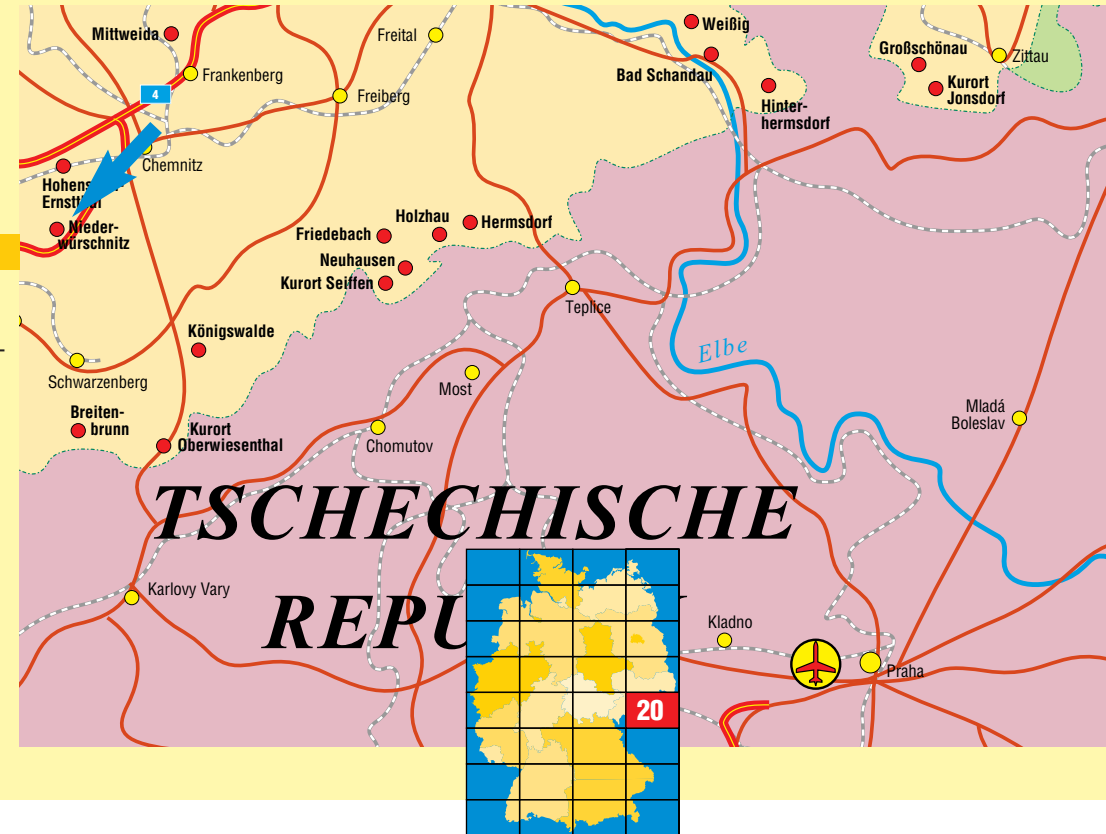 Mittweida
Freital
Weißig
Großschönau
Zittau
Frankenberg
Bad Schandau
Kurort
Jonsdorf
4
Freiberg
Hinter-
hermsdorf
Chemnitz
Ernstthal
Nieder-
würschnitz
Holzhau
Hermsdorf
Friedebach
Neuhausen
Kurort Seiffen
Teplice
Königswalde
Elbe
Schwarzenberg
Most
Breiten-
brunn
Kurort
Oberwiesenthal
Chomutov
Mladá
Boleslav
TSCHECHISCHE
Karlovy Vary
Kladno
Praha
20